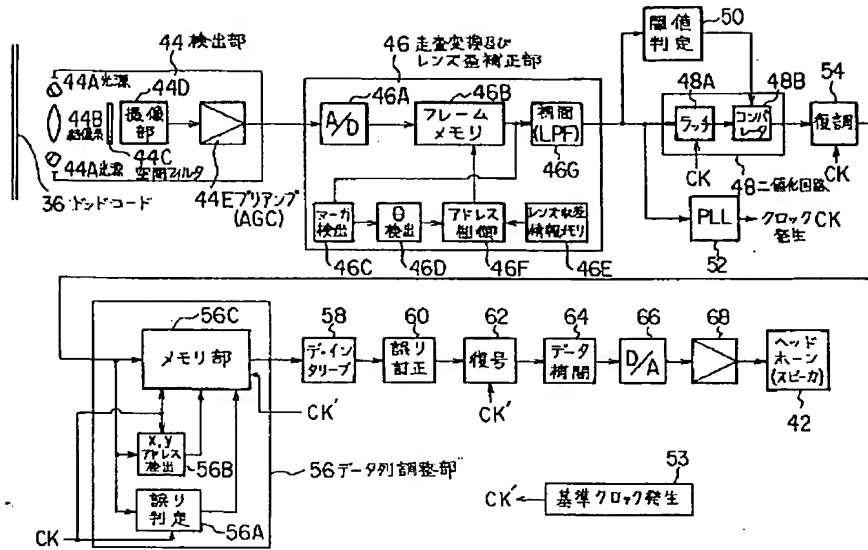 44 検出部
44A光源
44D
撮像部
44B
結像系
44C
空間フィルタ
44A光源
44Eプリアンプ
(AGC)
36 ドットコード
46 走査変換及び
レンズ歪補正部
46A
A/D
46B
フレーム
メモリ
補間
(LPF)
46G
マーカ
検出
46C
θ
検出
46D
アドレス
制御
46F
レンズ収差
情報メモリ
46E
50
閾値
判定
48A
ラッチ
48B
コンパ
レータ
CK
48 二値化回路
54
復調
CK
PLL
52
クロックCK
発生
56C
メモリ部
CK'
X,Y
アドレス
検出
56B
誤り
判定
56A
CK
56 データ列調整部
58
デ・イン
タリーブ
60
誤り
訂正
62
復号
CK'
64
データ
補間
66
D/A
68
ヘッド
ホーン
(スピーカ)
42
53
基準クロック発生
CK'